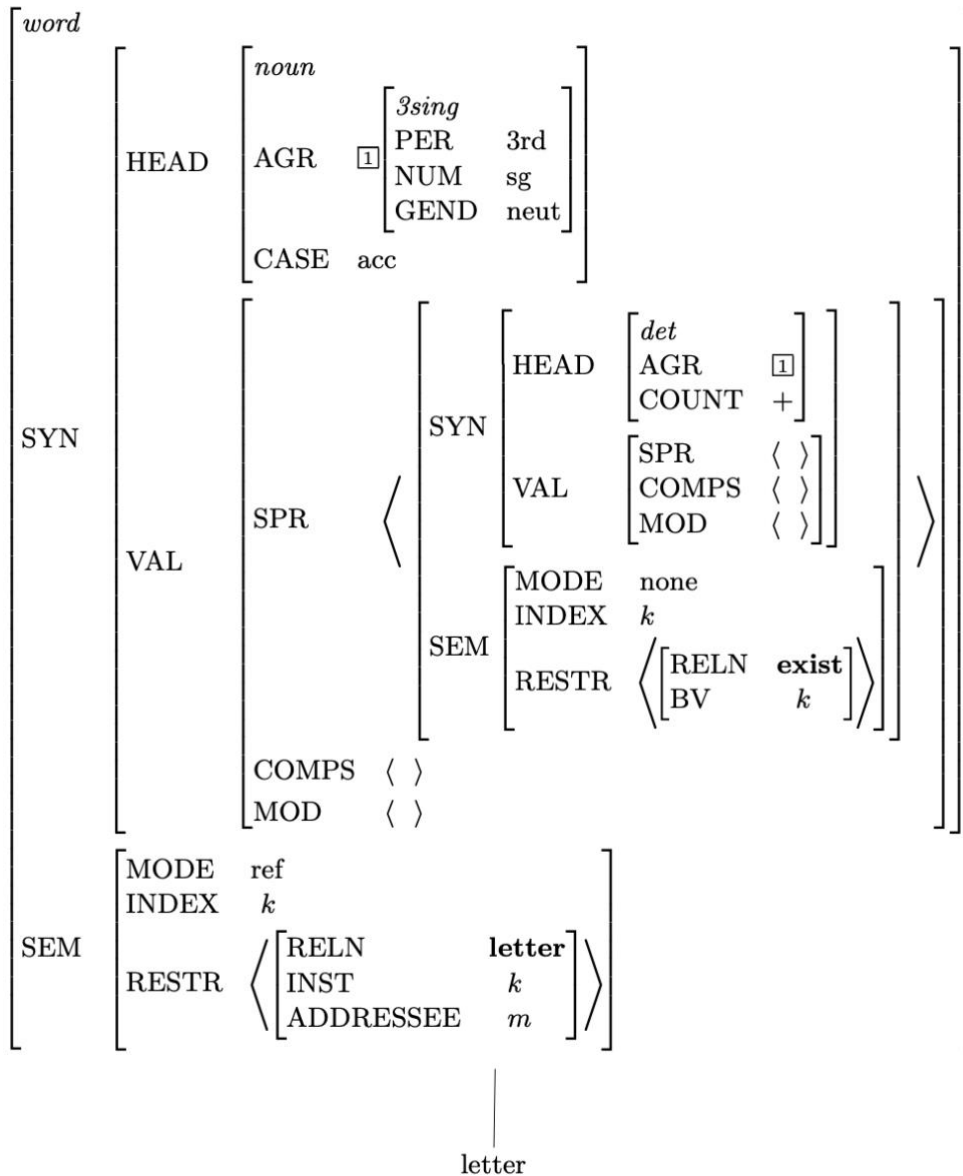 word
noun
3sing
PER 3rd
HEAD AGR 1 NUM sg
GEND neut
CASE acc
det
HEAD AGR 1
COUNT +
SYN SYN
SPR ⟨ ⟩
VAL COMPS ⟨ ⟩
SPR ⟨ MOD ⟨ ⟩ ⟩
VAL
MODE none
INDEX k
SEM RELN exist
RESTR ⟨ BV k ⟩
COMPS ⟨ ⟩
MOD ⟨ ⟩
MODE ref
INDEX k
SEM RELN letter
RESTR ⟨ INST k ⟩
ADDRESSEE m
letter